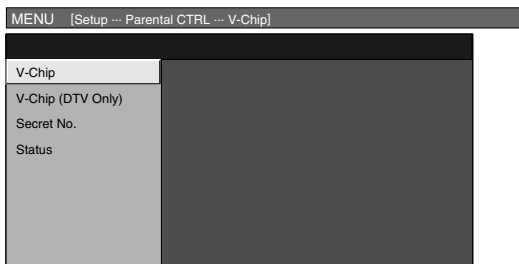 MENU [Setup ··· Parental CTRL ··· V-Chip]
V-Chip
V-Chip (DTV Only)
Secret No.
Status